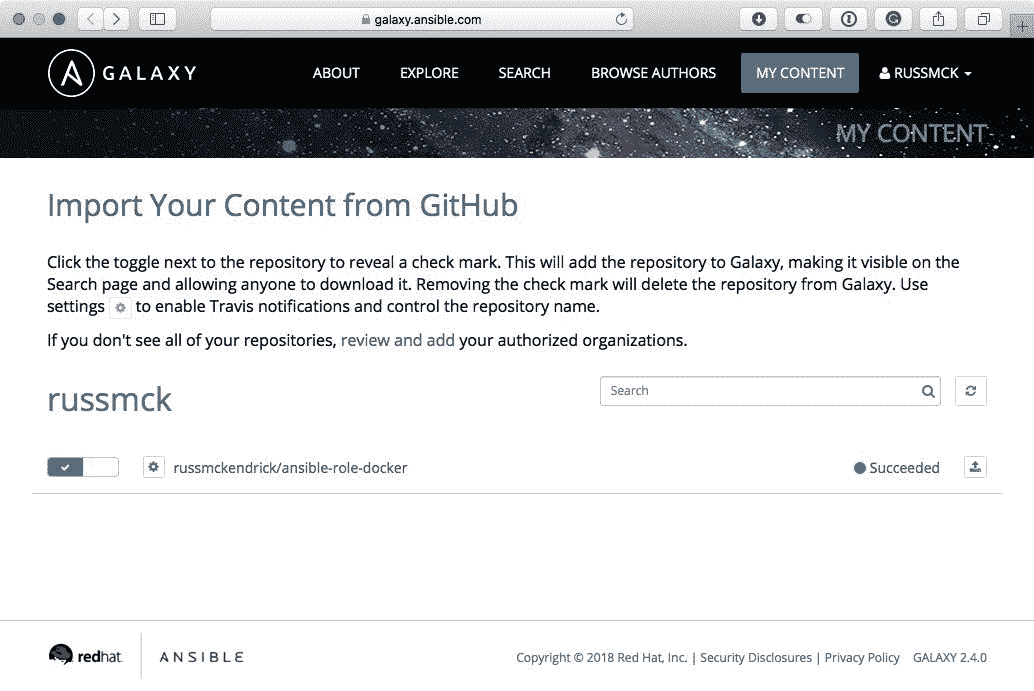 galaxy.ansible.com
GALAXY
ABOUT
EXPLORE
SEARCH
BROWSE AUTHORS
MY CONTENT
RUSSMCK
MY CONTENT
Import Your Content from GitHub
Click the toggle next to the repository to reveal a check mark. This will add the repository to Galaxy, making it visible on the
Search page and allowing anyone to download it. Removing the check mark will delete the repository from Galaxy. Use
settings to enable Travis notifications and control the repository name.
If you don't see all of your repositories, review and add your authorized organizations.
russmck
Search
russmckendrick/ansible-role-docker
Succeeded
redhat.
ANSIBLE
Copyright © 2018 Red Hat, Inc. | Security Disclosures | Privacy Policy GALAXY 2.4.0